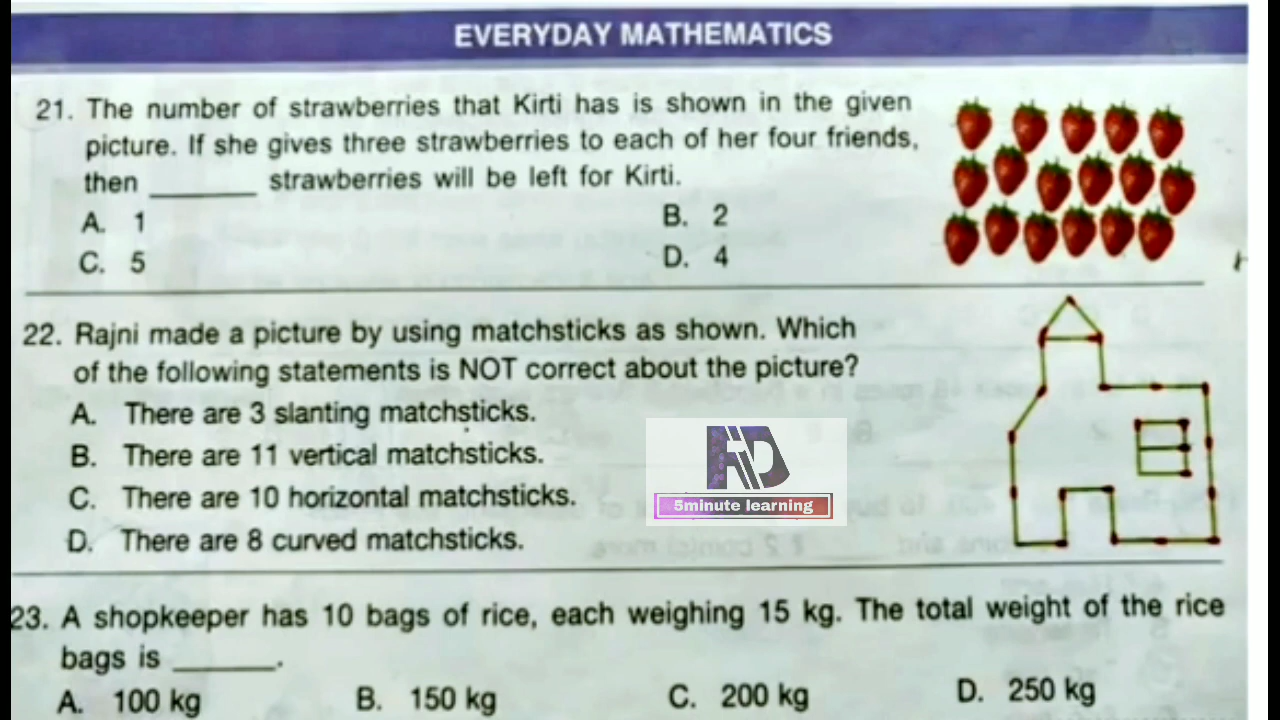 EVERYDAY MATHEMATICS
21. The number of strawberries that Kirti has is shown in the given
picture. If she gives three strawberries to each of her four friends,
then _______ strawberries will be left for Kirti.
A. 1 B. 2
C. 5 D. 4
22. Rajni made a picture by using matchsticks as shown. Which
of the following statements is NOT correct about the picture?
A. There are 3 slanting matchsticks.
B. There are 11 vertical matchsticks.
C. There are 10 horizontal matchsticks.
D. There are 8 curved matchsticks.
5minute learning
23. A shopkeeper has 10 bags of rice, each weighing 15 kg. The total weight of the rice
bags is _______.
A. 100 kg B. 150 kg C. 200 kg D. 250 kg